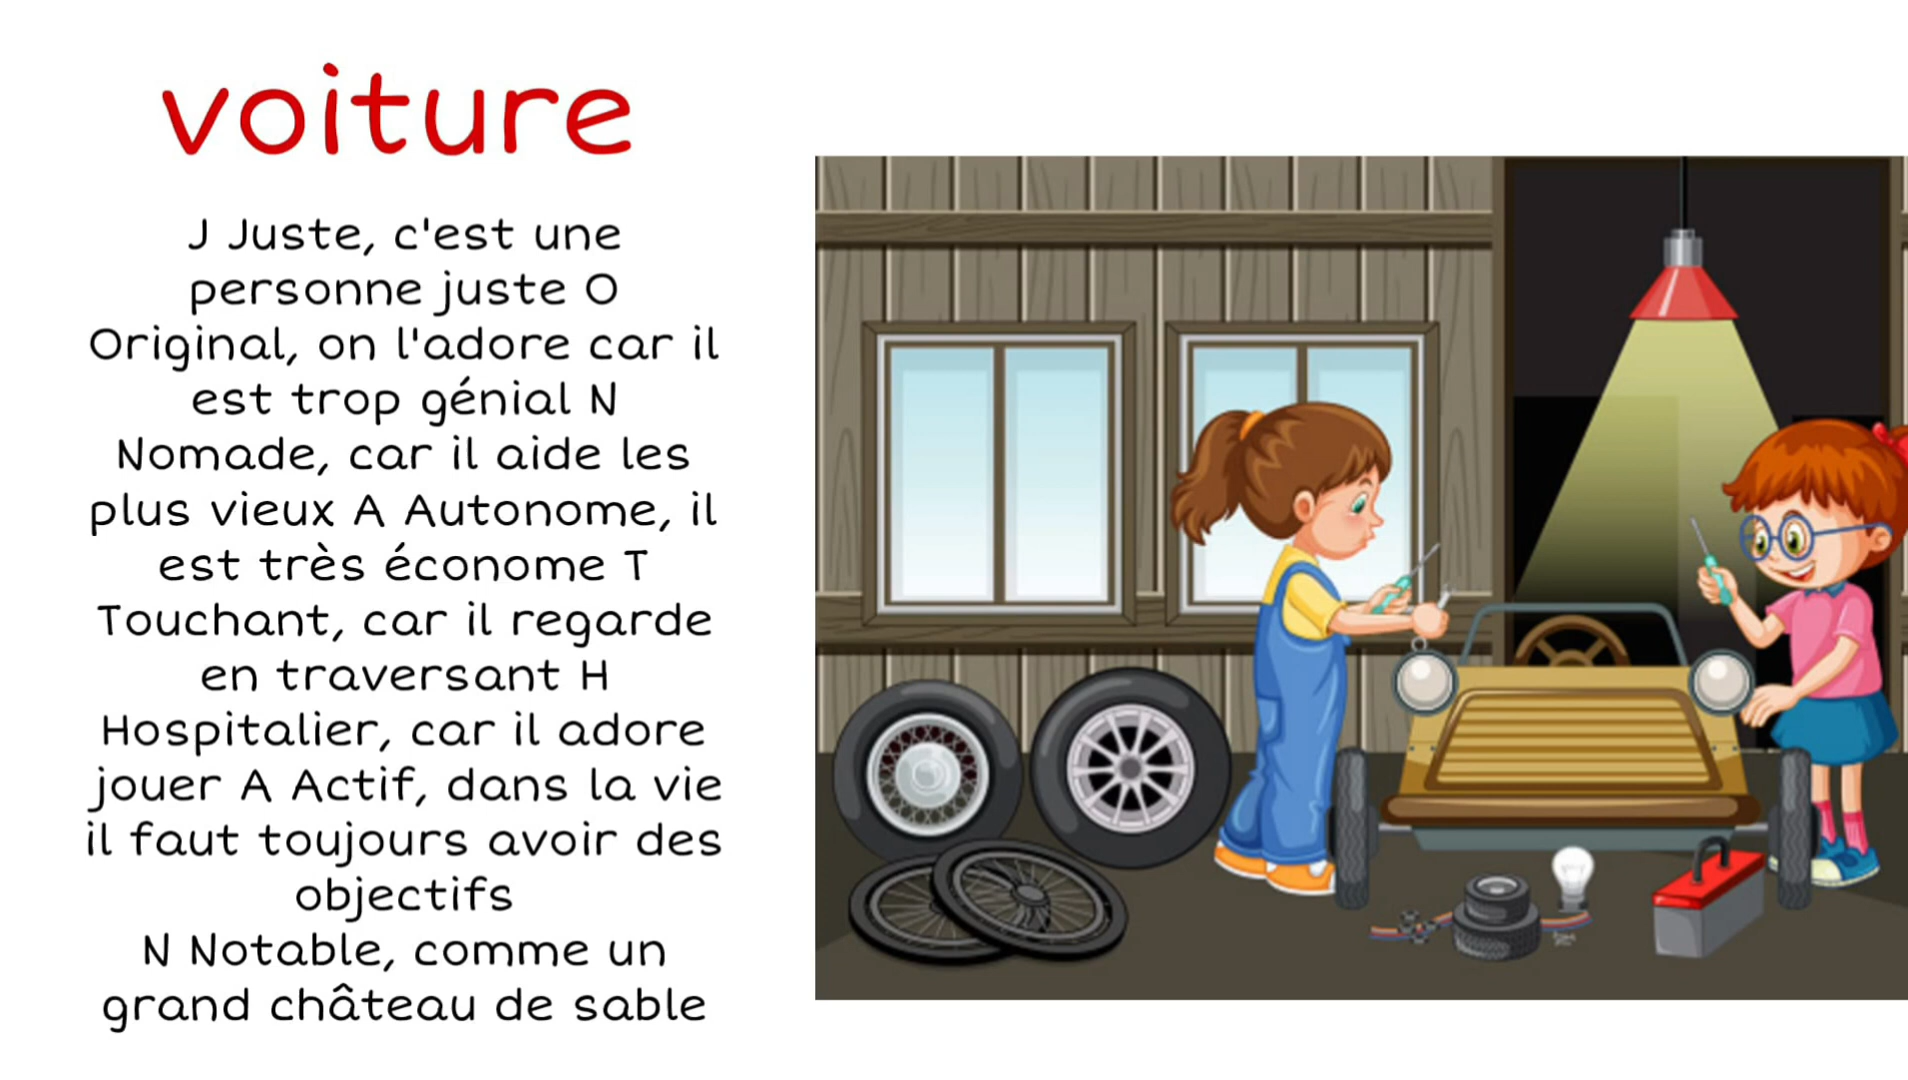 voiture
J Juste, c'est une
personne juste O
Original, on l'adore car il
est trop génial N
Nomade, car il aide les
plus vieux A Autonome, il
est très économe T
Touchant, car il regarde
en traversant H
Hospitalier, car il adore
jouer A Actif, dans la vie
il faut toujours avoir des
objectifs
N Notable, comme un
grand château de sable